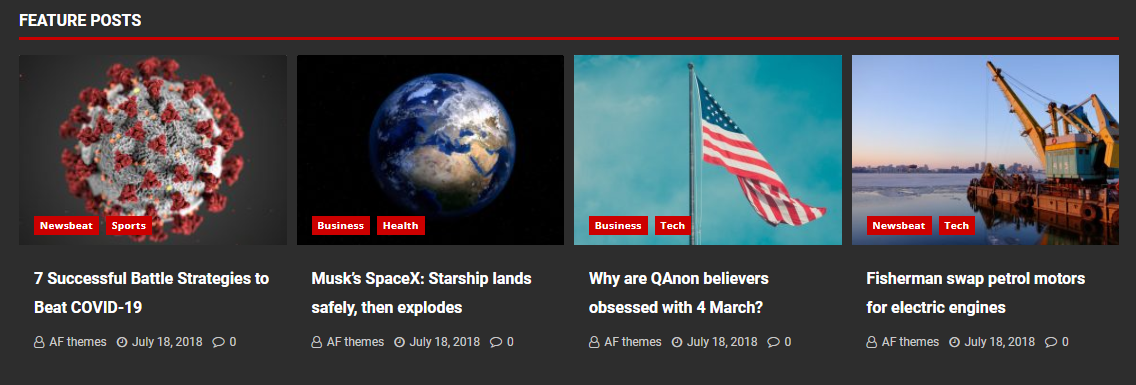 FEATURE POSTS
Newsbeat Sports
7 Successful Battle Strategies to
Beat COVID-19
AF themes July 18, 2018 0
Business Health
Musk's SpaceX: Starship lands
safely, then explodes
AF themes July 18, 2018 0
Business Tech
Why are QAnon believers
obsessed with 4 March?
AF themes July 18, 2018 0
Newsbeat Tech
Fisherman swap petrol motors
for electric engines
AF themes July 18, 2018 0